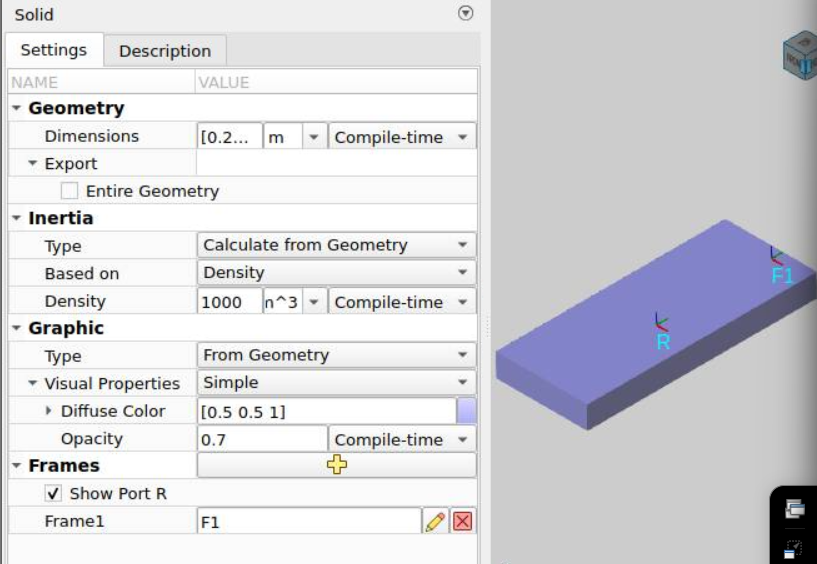 Solid
Settings Description
NAME VALUE
Geometry
Dimensions [0.2... m Compile-time
Export
Entire Geometry
Inertia
Type Calculate from Geometry
Based on Density
Density 1000 n^3 Compile-time
Graphic
Type From Geometry
Visual Properties Simple
Diffuse Color [0.5 0.5 1]
Opacity 0.7 Compile-time
Frames
Show Port R
Frame1 F1
F1
R